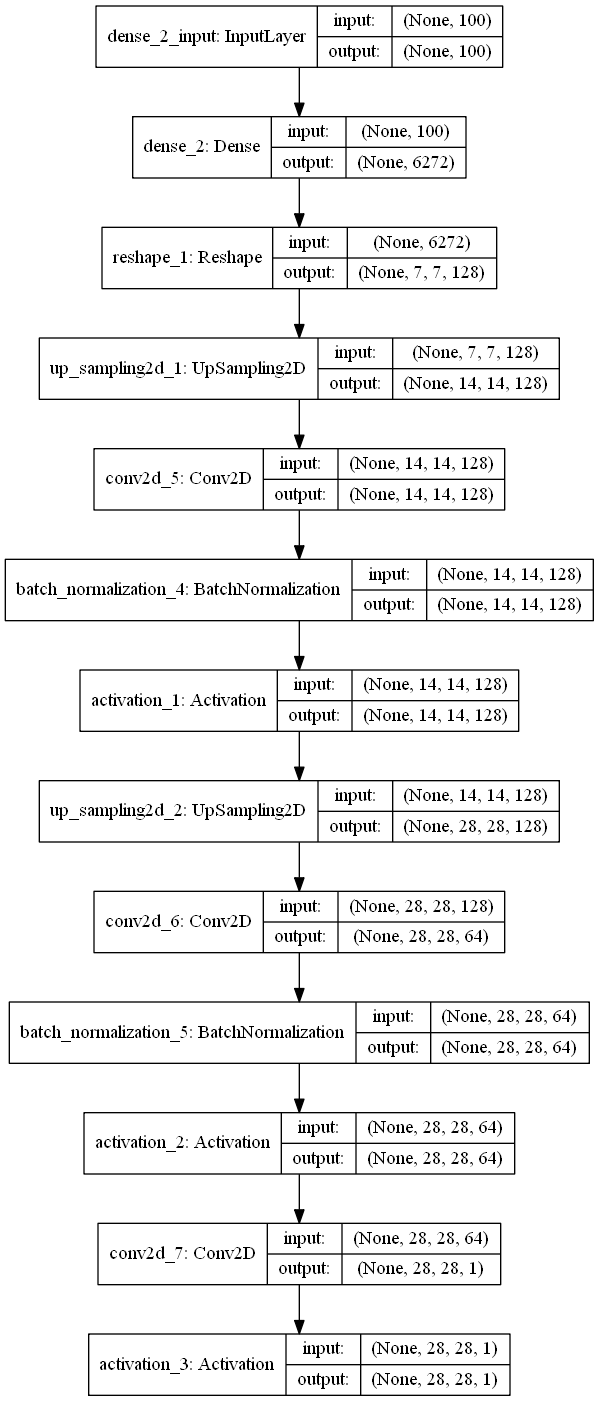 dense_2_input: InputLayer
input: (None, 100)
output: (None, 100)
dense_2: Dense
input: (None, 100)
output: (None, 6272)
reshape_1: Reshape
input: (None, 6272)
output: (None, 7, 7, 128)
up_sampling2d_1: UpSampling2D
input: (None, 7, 7, 128)
output: (None, 14, 14, 128)
conv2d_5: Conv2D
input: (None, 14, 14, 128)
output: (None, 14, 14, 128)
batch_normalization_4: BatchNormalization
input: (None, 14, 14, 128)
output: (None, 14, 14, 128)
activation_1: Activation
input: (None, 14, 14, 128)
output: (None, 14, 14, 128)
up_sampling2d_2: UpSampling2D
input: (None, 14, 14, 128)
output: (None, 28, 28, 128)
conv2d_6: Conv2D
input: (None, 28, 28, 128)
output: (None, 28, 28, 64)
batch_normalization_5: BatchNormalization
input: (None, 28, 28, 64)
output: (None, 28, 28, 64)
activation_2: Activation
input: (None, 28, 28, 64)
output: (None, 28, 28, 64)
conv2d_7: Conv2D
input: (None, 28, 28, 64)
output: (None, 28, 28, 1)
activation_3: Activation
input: (None, 28, 28, 1)
output: (None, 28, 28, 1)